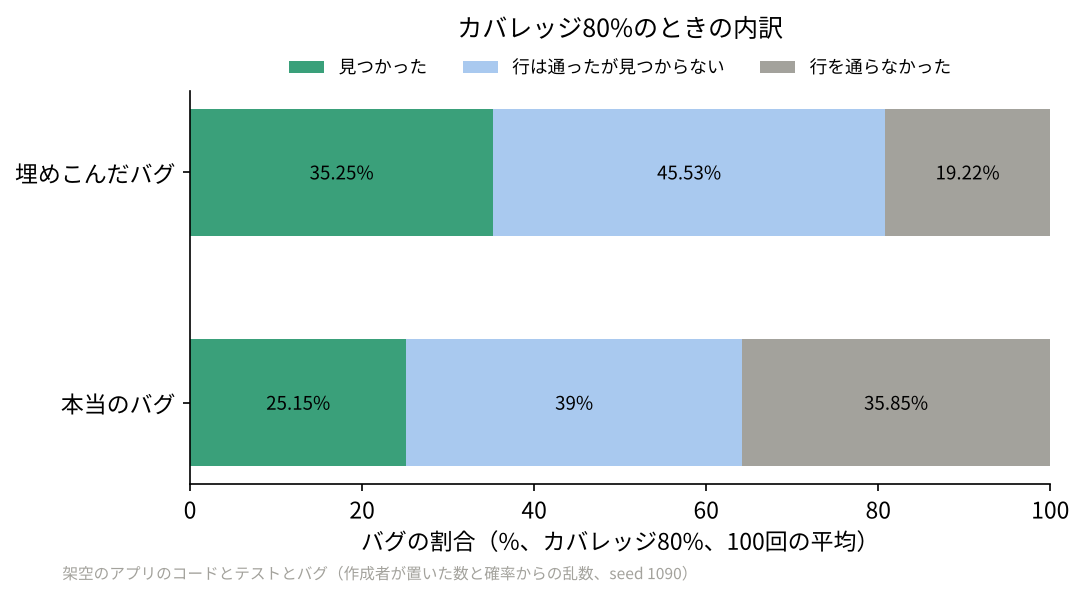 カバレッジ80%のときの内訳
見つかった 行は通ったが見つからない 行を通らなかった
埋めこんだバグ 35.25% 45.53% 19.22%
本当のバグ 25.15% 39% 35.85%
0 20 40 60 80 100
バグの割合（%、カバレッジ80%、100回の平均）
架空のアプリのコードとテストとバグ（作成者が置いた数と確率からの乱数、seed 1090）